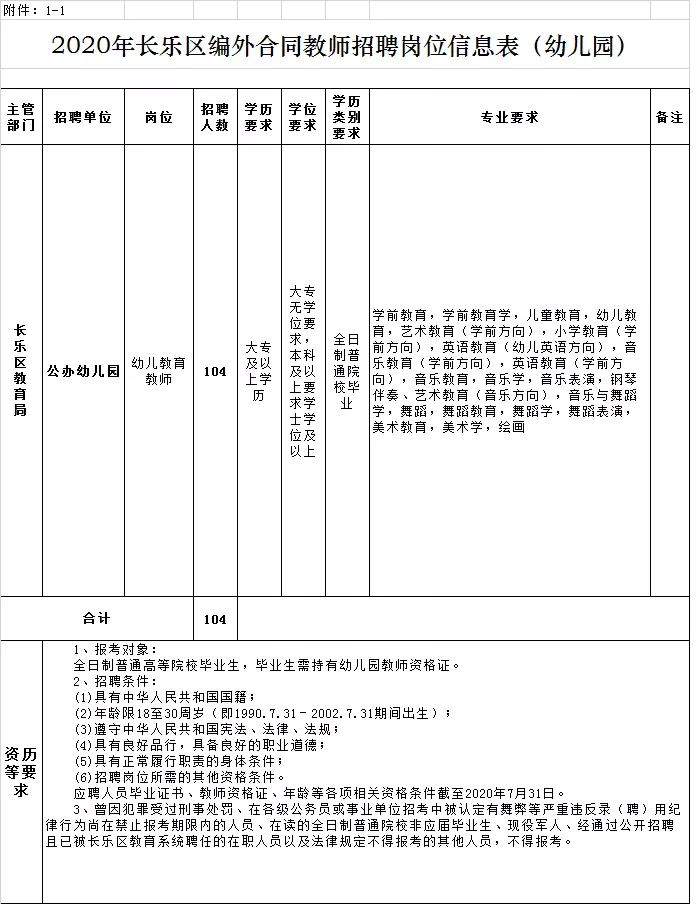 附件：1-1
2020年长乐区编外合同教师招聘岗位信息表（幼儿园）
主管
部门
招聘单位
岗位
招聘
人数
学历
要求
学位
要求
学历
类别
要求
专业要求
备注
长
乐
区
教
育
局
公办幼儿园
幼儿教育
教师
104
大专
及以
上学
历
大专
无学
位要
求，
本科
及以
上要
求学
士学
位及
以上
全日
制普
通院
校毕
业
学前教育，学前教育学，儿童教育，幼儿教
育，艺术教育（学前方向），小学教育（学
前方向），英语教育（幼儿英语方向），音
乐教育（学前方向），英语教育（学前方
向），音乐教育，音乐学，音乐表演，钢琴
伴奏、艺术教育（音乐方向），音乐与舞蹈
学，舞蹈，舞蹈教育，舞蹈学，舞蹈表演，
美术教育，美术学，绘画
合计
104
资历
等要
求
1、报考对象：
全日制普通高等院校毕业生，毕业生需持有幼儿园教师资格证。
2、招聘条件：
(1)具有中华人民共和国国籍；
(2)年龄限18至30周岁（即1990.7.31－2002.7.31期间出生）；
(3)遵守中华人民共和国宪法、法律、法规；
(4)具有良好品行，具备良好的职业道德；
(5)具有正常履行职责的身体条件；
(6)招聘岗位所需的其他资格条件。
应聘人员毕业证书、教师资格证、年龄等各项相关资格条件截至2020年7月31日。
3、曾因犯罪受过刑事处罚、在各级公务员或事业单位招考中被认定有舞弊等严重违反录（聘）用纪
律行为尚在禁止报考期限内的人员、在读的全日制普通院校非应届毕业生、现役军人、经通过公开招聘
且已被长乐区教育系统聘任的在职人员以及法律规定不得报考的其他人员，不得报考。